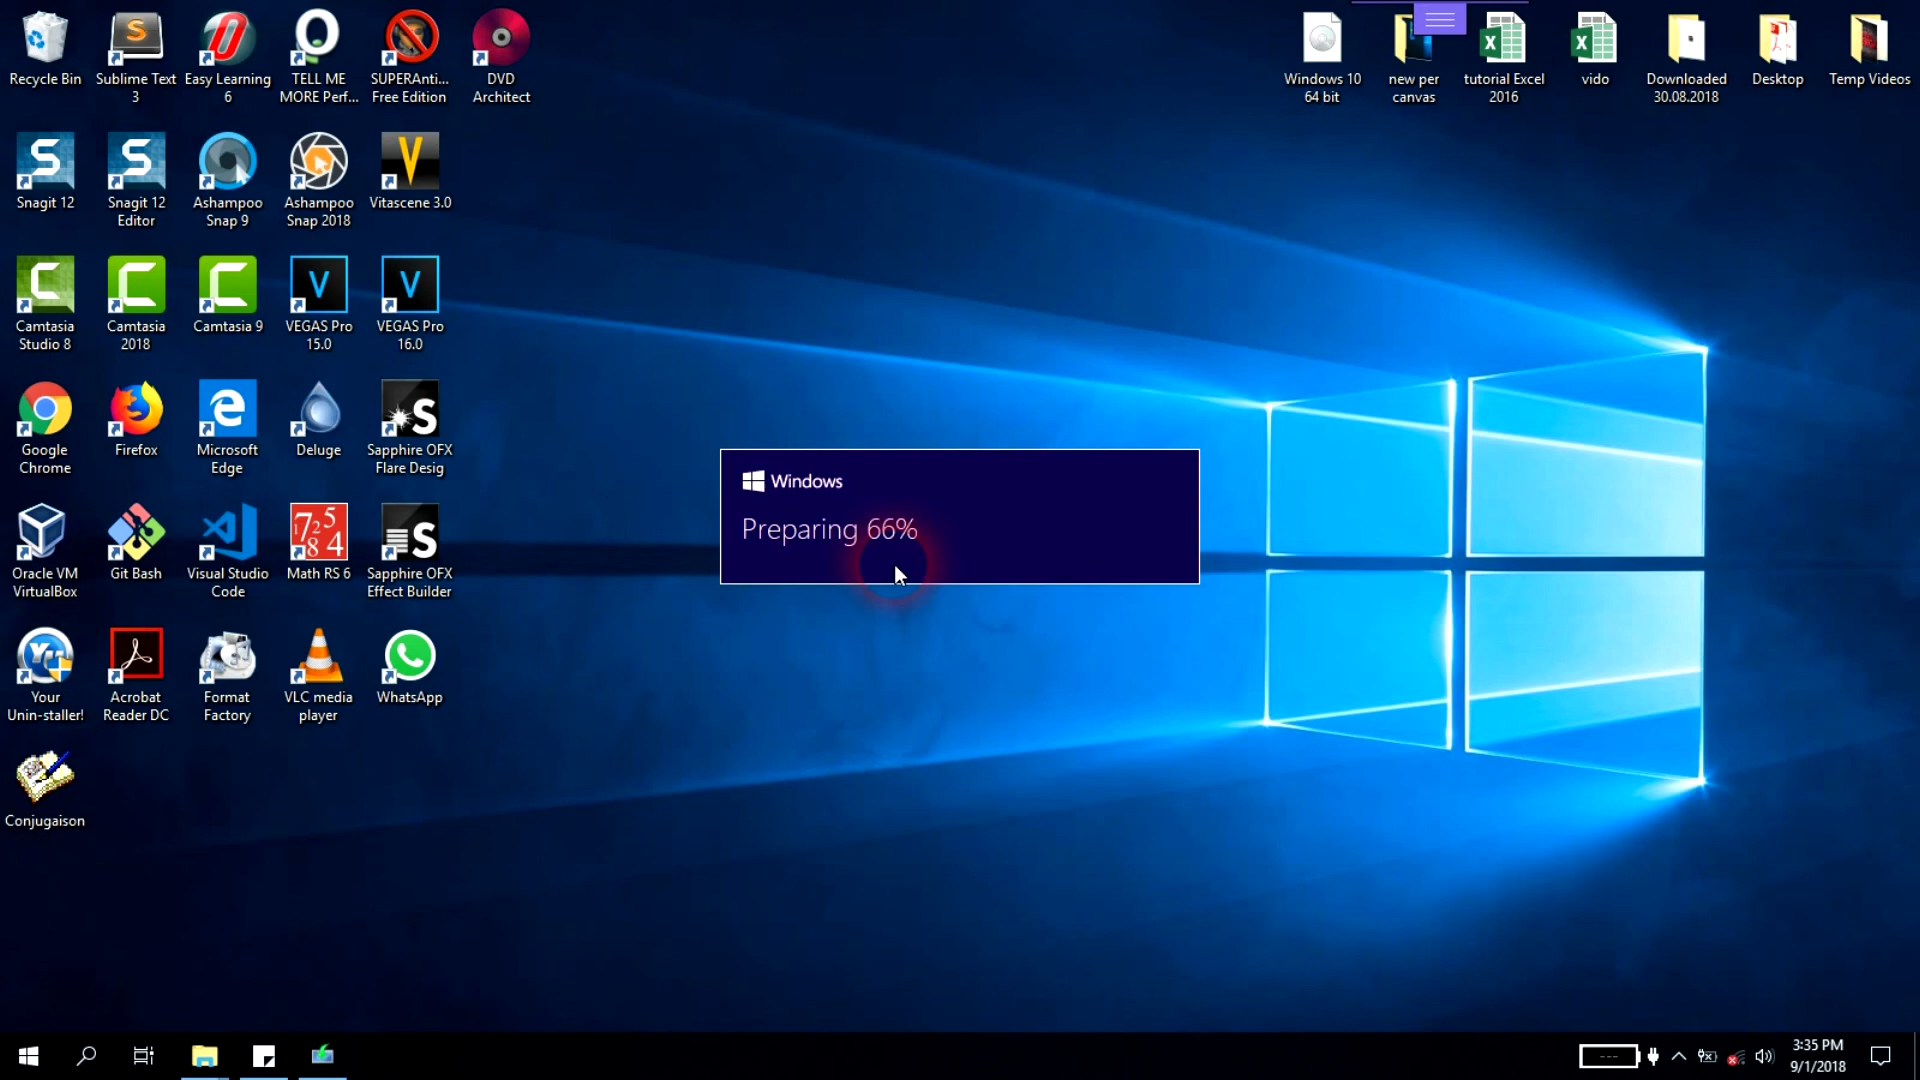 Recycle Bin
Sublime Text
3
Easy Learning
6
TELL ME
MORE Perf...
SUPERAnti...
Free Edition
DVD
Architect
Windows 10
64 bit
new per
canvas
tutorial Excel
2016
vido
Downloaded
30.08.2018
Desktop
Temp Videos
Snagit 12
Snagit 12
Editor
Ashampoo
Snap 9
Ashampoo
Snap 2018
Vitascene 3.0
Camtasia
Studio 8
Camtasia
2018
Camtasia 9
VEGAS Pro
15.0
VEGAS Pro
16.0
Google
Chrome
Firefox
Microsoft
Edge
Deluge
Sapphire OFX
Flare Desig
Windows
Preparing 66%
Oracle VM
VirtualBox
Git Bash
Visual Studio
Code
Math RS 6
Sapphire OFX
Effect Builder
Your
Unin-staller!
Acrobat
Reader DC
Format
Factory
VLC media
player
WhatsApp
Conjugaison
3:35 PM
9/1/2018